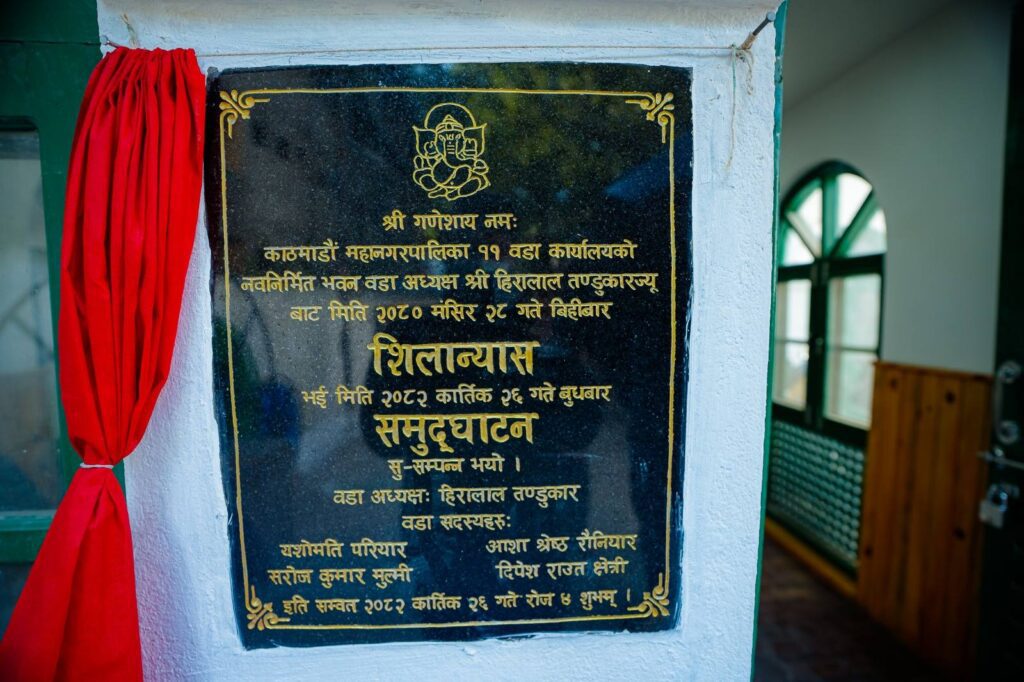 श्री गणेशाय नमः
काठमाडौं महानगरपालिका ११ वडा कार्यालयको
नवनिर्मित भवन वडा अध्यक्ष श्री हिरालाल तण्डुकारज्यू
बाट मिति २०८० मंसिर २८ गते बिहीबार
शिलान्यास
भई मिति २०८२ कार्तिक २६ गते बुधबार
समुद्घाटन
सु-सम्पन्न भयो ।
वडा अध्यक्षः हिरालाल तण्डुकार
वडा सदस्यहरुः
यशोमति परियार आशा श्रेष्ठ रौनियार
सरोज कुमार मुल्मी दिपेश राउत क्षेत्री
इति सम्वत २०८२ कार्तिक २६ गते रोज ४ शुभम् ।